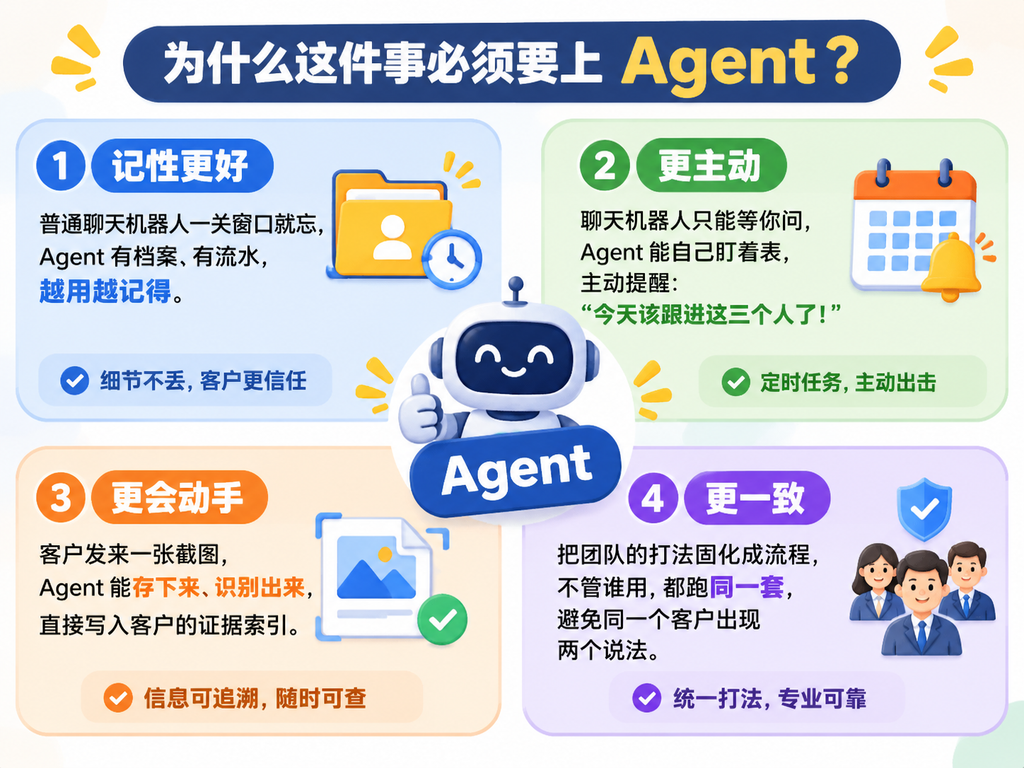 为什么这件事必须要上 Agent？
1 记性更好
普通聊天机器人一关窗口就忘，
Agent 有档案、有流水，
越用越记得。
细节不丢，客户更信任
2 更主动
聊天机器人只能等你问，
Agent 能自己盯着表，
主动提醒：
“今天该跟进这三个人了！”
定时任务，主动出击
Agent
3 更会动手
客户发来一张截图，
Agent 能存下来、识别出来，
直接写入客户的证据索引。
信息可追溯，随时可查
4 更一致
把团队的打法固化成流程，
不管谁用，都跑同一套，
避免同一个客户出现
两个说法。
统一打法，专业可靠